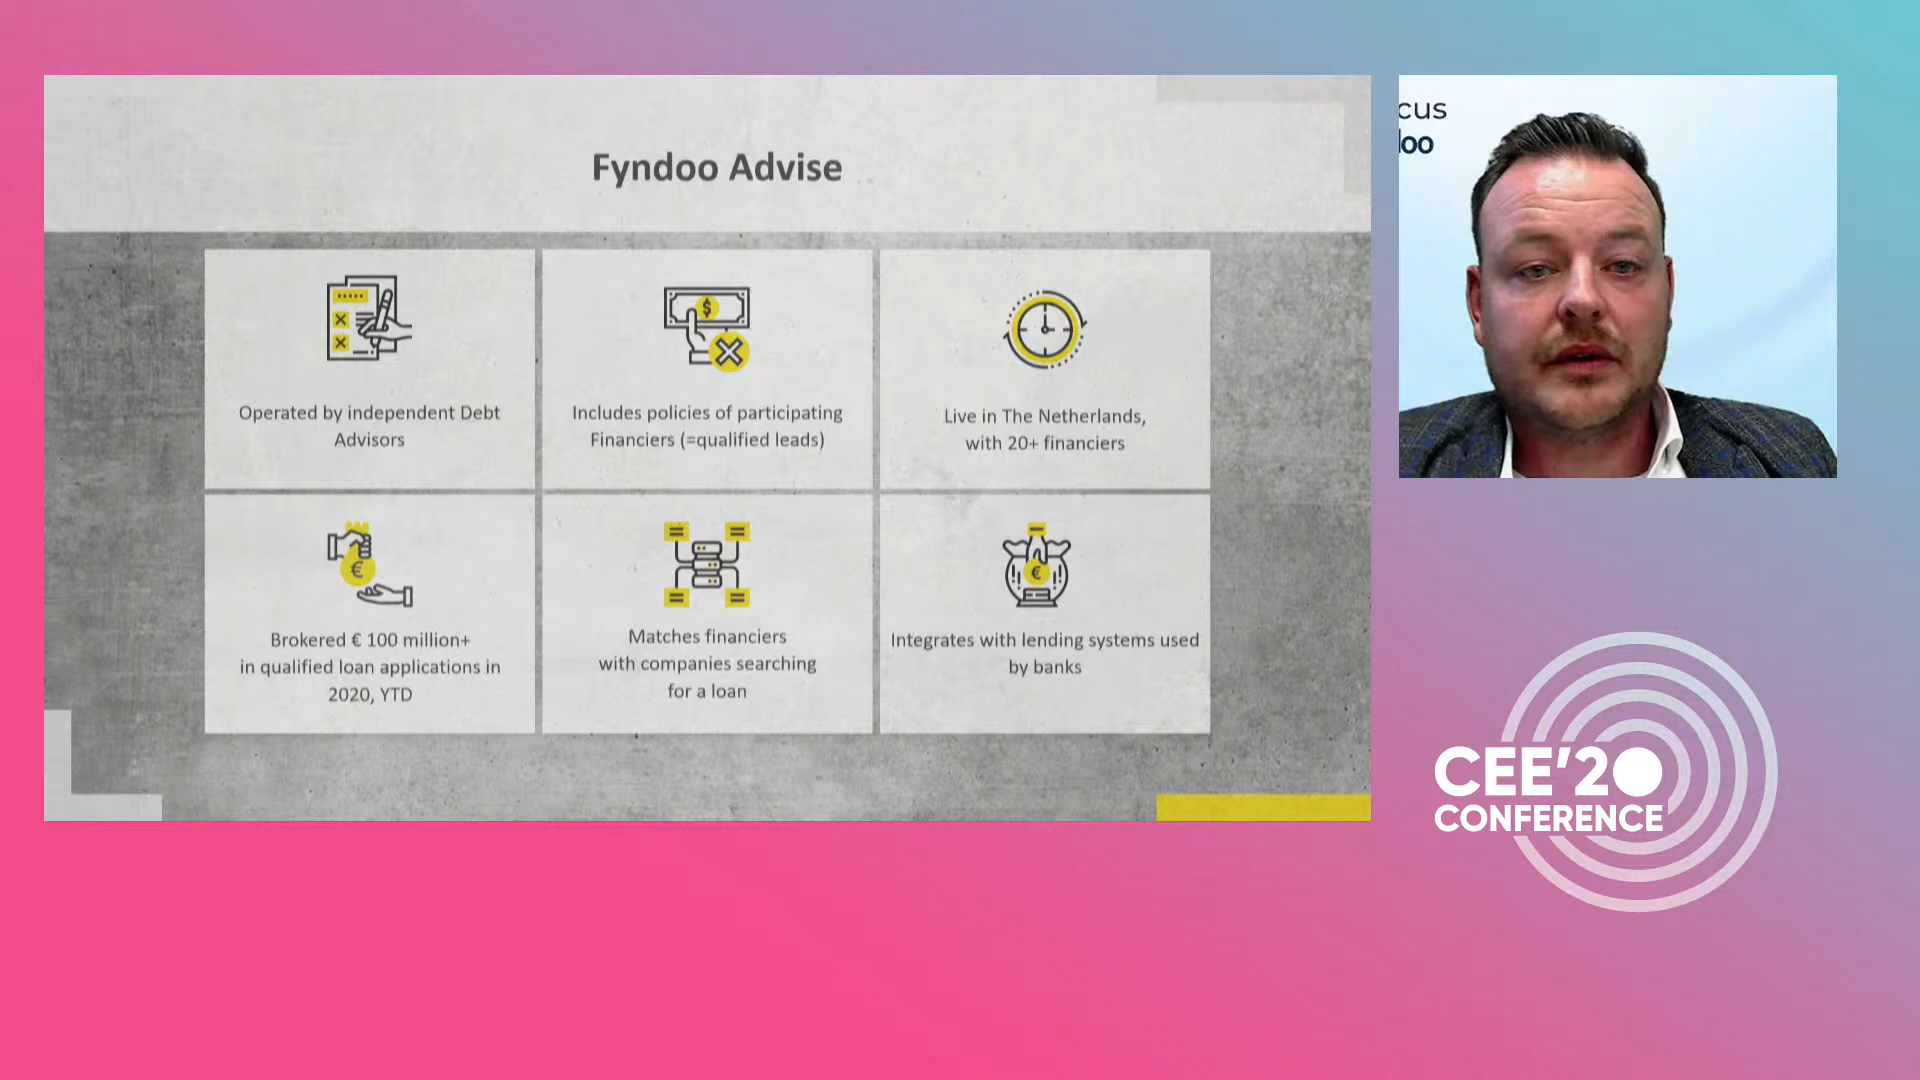 Fyndoo Advise
Operated by independent Debt
Advisors
Includes policies of participating
Financiers (=qualified leads)
Live in The Netherlands,
with 20+ financiers
Brokered € 100 million+
in qualified loan applications in
2020, YTD
Matches financiers
with companies searching
for a loan
Integrates with lending systems used
by banks
cus
oo
CEE'20
CONFERENCE